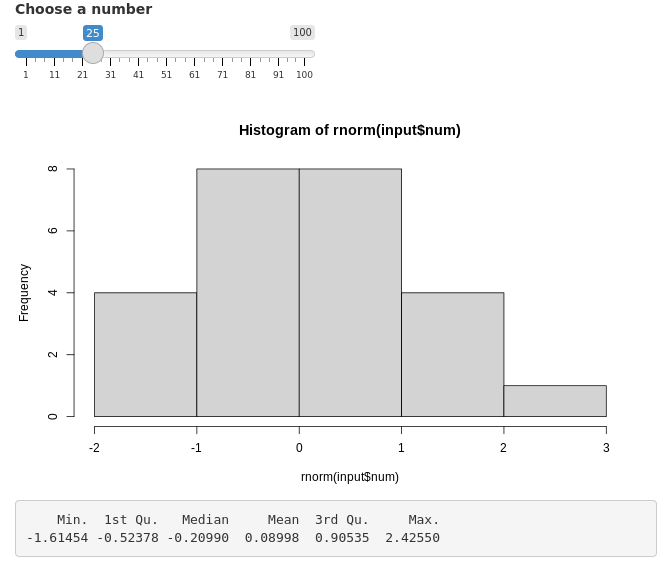 Choose a number
1 25 100
1 11 21 31 41 51 61 71 81 91 100
Histogram of rnorm(input$num)
Frequency
8
6
4
2
0
-2 -1 0 1 2 3
rnorm(input$num)
Min. 1st Qu. Median Mean 3rd Qu. Max.
-1.61454 -0.52378 -0.20990 0.08998 0.90535 2.42550